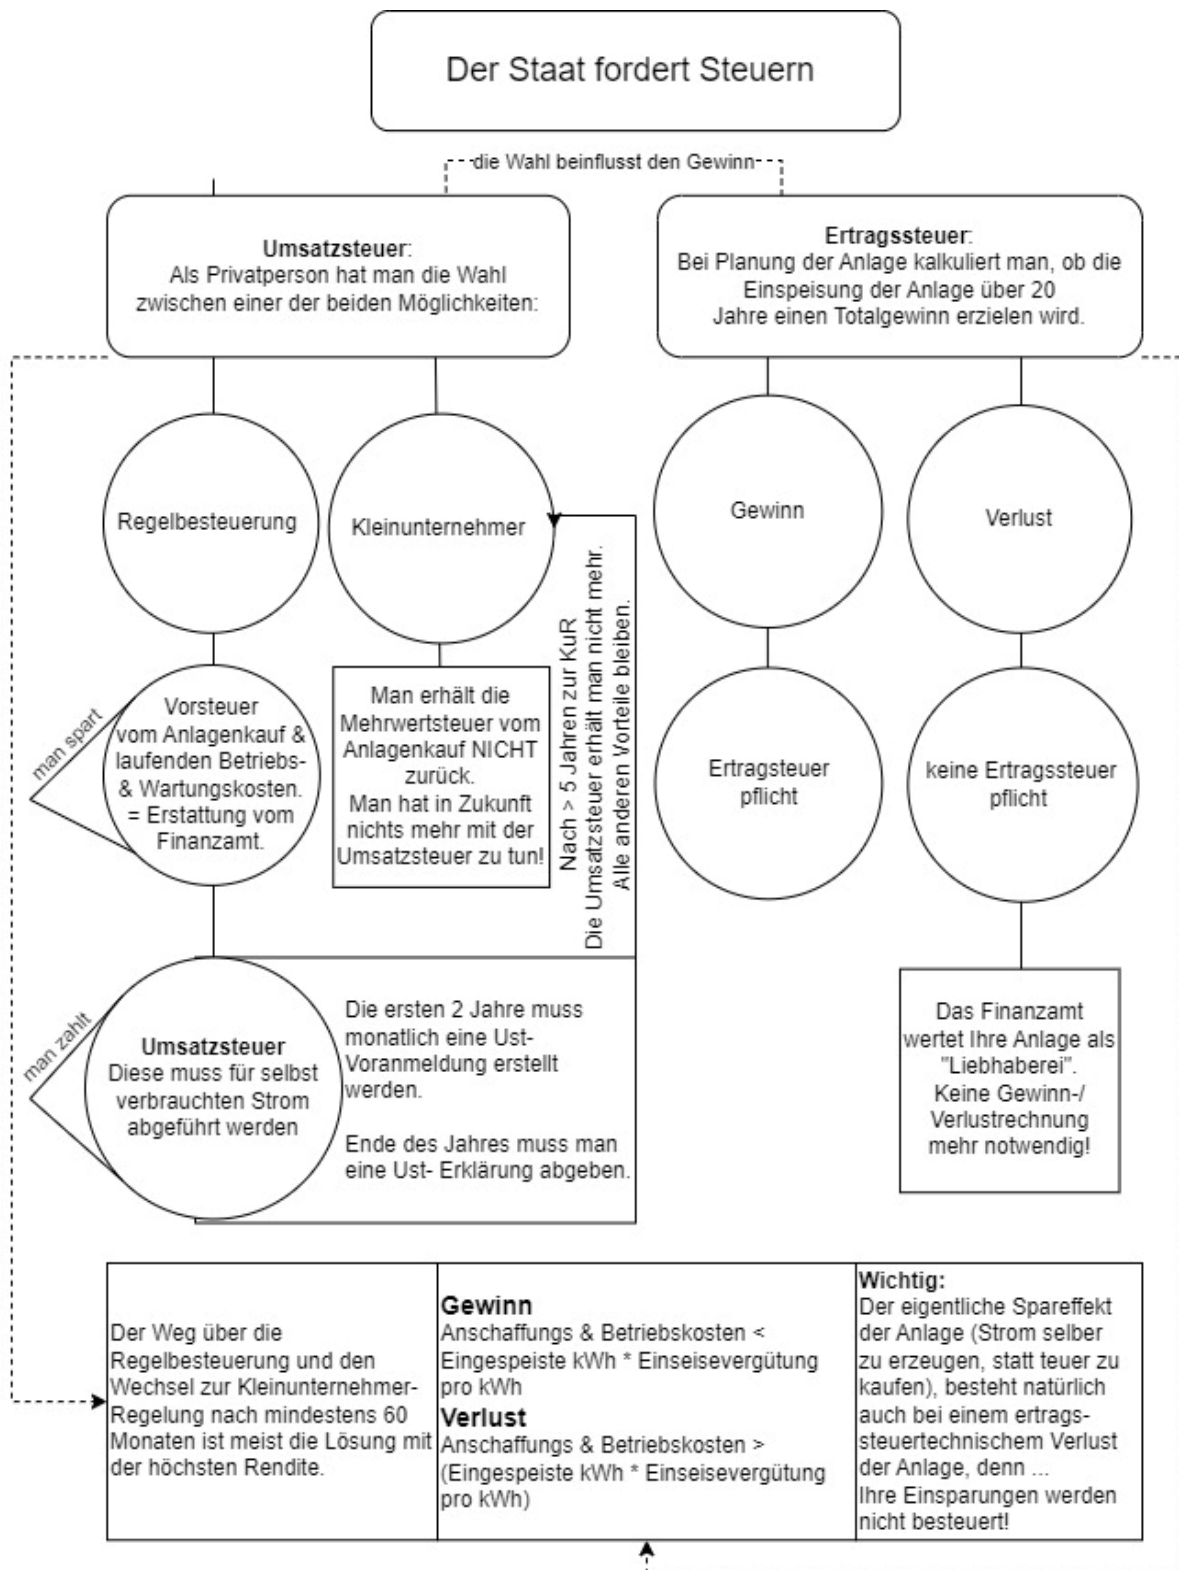 Der Staat fordert Steuern
die Wahl beinflusst den Gewinn
Umsatzsteuer:
Als Privatperson hat man die Wahl
zwischen einer der beiden Möglichkeiten:
Ertragssteuer:
Bei Planung der Anlage kalkuliert man, ob die
Einspeisung der Anlage über 20
Jahre einen Totalgewinn erzielen wird.
Regelbesteuerung
Kleinunternehmer
Gewinn
Verlust
man spart
Vorsteuer
vom Anlagenkauf &
laufenden Betriebs-
& Wartungskosten.
= Erstattung vom
Finanzamt.
Man erhält die
Mehrwertsteuer vom
Anlagenkauf NICHT
zurück.
Man hat in Zukunft
nichts mehr mit der
Umsatzsteuer zu tun!
Nach > 5 Jahren zur KuR
Die Umsatzsteuer erhält man nicht mehr.
Alle anderen Vorteile bleiben.
Ertragsteuer
pflicht
keine Ertragssteuer
pflicht
man zahlt
Umsatzsteuer
Diese muss für selbst
verbrauchten Strom
abgeführt werden
Die ersten 2 Jahre muss
monatlich eine Ust-
Voranmeldung erstellt
werden.
Ende des Jahres muss man
eine Ust- Erklärung abgeben.
Das Finanzamt
wertet Ihre Anlage als
"Liebhaberei".
Keine Gewinn-/
Verlustrechnung
mehr notwendig!
Der Weg über die
Regelbesteuerung und den
Wechsel zur Kleinunternehmer-
Regelung nach mindestens 60
Monaten ist meist die Lösung mit
der höchsten Rendite.
Gewinn
Anschaffungs & Betriebskosten <
Eingespeiste kWh * Einseisevergütung
pro kWh
Verlust
Anschaffungs & Betriebskosten >
(Eingespeiste kWh * Einseisevergütung
pro kWh)
Wichtig:
Der eigentliche Spareffekt
der Anlage (Strom selber
zu erzeugen, statt teuer zu
kaufen), besteht natürlich
auch bei einem ertrags-
steuertechnischem Verlust
der Anlage, denn ...
Ihre Einsparungen werden
nicht besteuert!